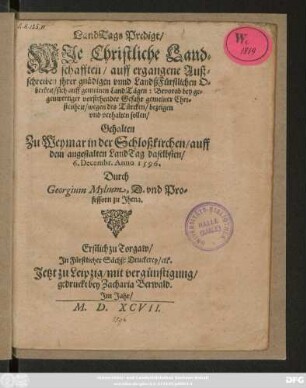 LandTags Predigt/
WIe Christliche Land-
schafften / auff ergangene Auß-
schreiben jhrer gnädigen vnnd LandsFürstlichen O-
berkeit / sich auff gemeinen Land Tägen: Bevorab bey ge-
genwertiger vorstehender Gefahr gemeiner Chri-
stenheit / wegen des Türcken / bezeigen
vnd verhalten sollen /
Gehalten
Zu Weymar in der Schloßkirchen / auff
dem angestalten Land Tag daselbsten /
6. Decembr. Anno 1596.
Durch
Georgium Mylium, D. vnd Pro-
fessorn zu Jhena.
Erstlich zu Torgaw /
In Fürstlicher Sächß: Druckerey / etc.
Jetzt zu Leipzig / mit vergünstigung /
gedruckt bey Zacharia Berwald.
Im Jahr /
M. D. XCVII.